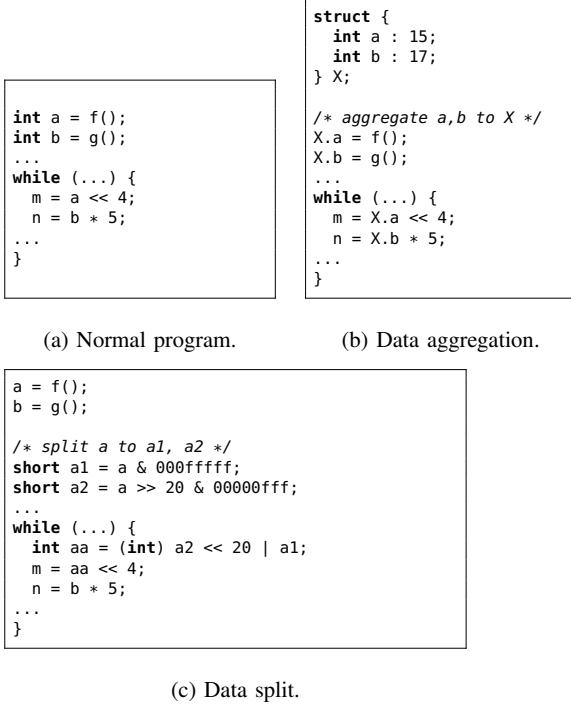 int a = f();
int b = g();
...
while (...) {
  m = a << 4;
  n = b * 5;
...
}
(a) Normal program.
struct {
  int a : 15;
  int b : 17;
} X;
/* aggregate a,b to X */
X.a = f();
X.b = g();
...
while (...) {
  m = X.a << 4;
  n = X.b * 5;
...
}
(b) Data aggregation.
a = f();
b = g();
/* split a to a1, a2 */
short a1 = a & 000fffff;
short a2 = a >> 20 & 00000fff;
...
while (...) {
  int aa = (int) a2 << 20 | a1;
  m = aa << 4;
  n = b * 5;
...
}
(c) Data split.